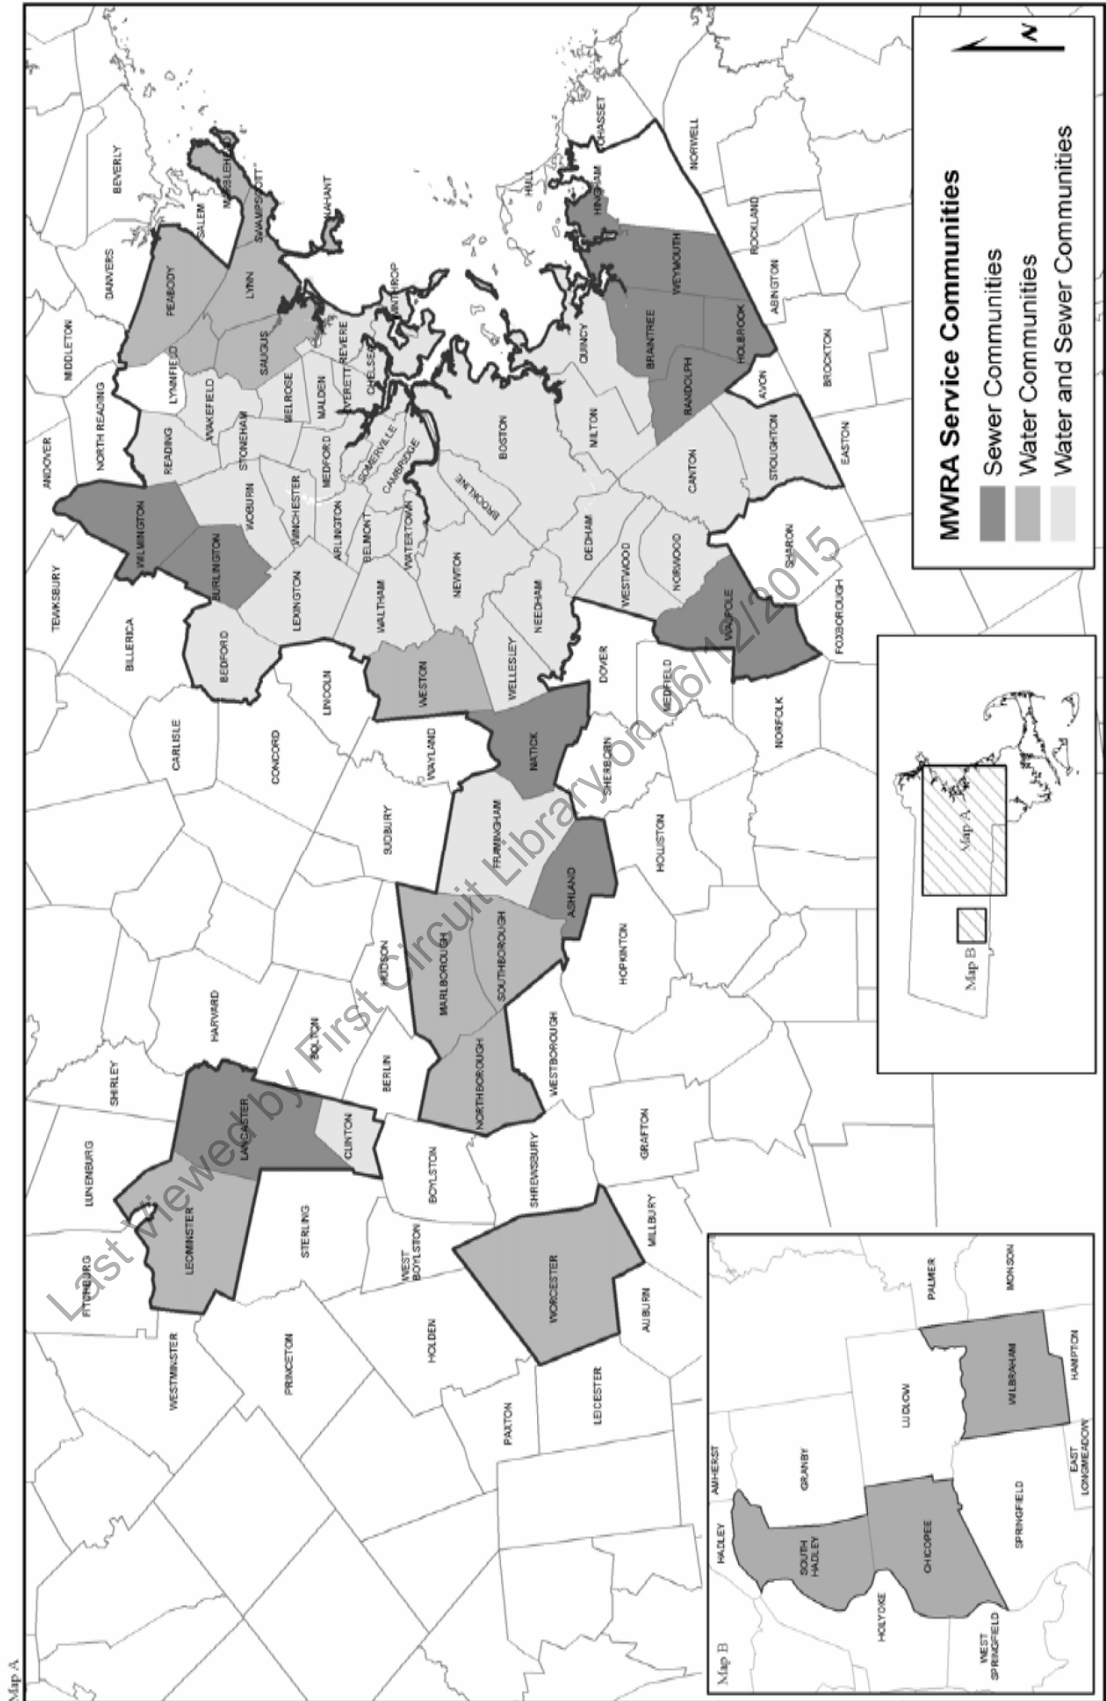 Map A
ANDOVER
MIDDLETON
DANVERS
BEVERLY
TEWKSBURY
NORTH READING
BILLERICA
WILMINGTON
READING
LYNNFIELD
PEABODY
SALEM
MARBLEHEAD
SWAMPSCOTT
NAHANT
LYNN
SAUGUS
WAKEFIELD
STONEHAM
MELROSE
MALDEN
REVERE
EVERETT
CHELSEA
WINTHROP
BURLINGTON
WOBURN
WINCHESTER
MEDFORD
SOMERVILLE
CAMBRIDGE
ARLINGTON
BELMONT
WATERTOWN
BEDFORD
LEXINGTON
WALTHAM
LINCOLN
CARLISLE
CONCORD
WESTON
NEWTON
BROOKLINE
BOSTON
WAYLAND
WELLESLEY
NEEDHAM
DEDHAM
MILTON
QUINCY
HULL
HINGHAM
COHASSET
NORWELL
WEYMOUTH
BRAINTREE
RANDOLPH
HOLBROOK
ROCKLAND
ABINGTON
AVON
BROCKTON
STOUGHTON
EASTON
CANTON
NORWOOD
WESTWOOD
SHARON
WALPOLE
FOXBOROUGH
NORFOLK
MEDFIELD
DOVER
NATICK
SHERBORN
SUDBURY
FRAMINGHAM
ASHLAND
HOLLISTON
HOPKINTON
HUDSON
MARLBOROUGH
SOUTHBOROUGH
NORTHBOROUGH
WESTBOROUGH
HARVARD
BOLTON
BERLIN
SHIRLEY
LANCASTER
CLINTON
LUNENBURG
FITCHBURG
LEOMINSTER
STERLING
BOYLSTON
WEST
BOYLSTON
SHREWSBURY
GRAFTON
MILLBURY
WORCESTER
AUBURN
WESTMINSTER
PRINCETON
HOLDEN
PAXTON
LEICESTER
MWRA Service Communities
Sewer Communities
Water Communities
Water and Sewer Communities
N
Map A
Map B
Map B
HADLEY
AMHERST
SOUTH
HADLEY
GRANBY
LUDLOW
PALMER
MONSON
WILBRAHAM
HAMPTON
EAST
LONGMEADOW
HOLYOKE
CHICOPEE
SPRINGFIELD
WEST
SPRINGFIELD
Last viewed by First Circuit Library on 06/12/2015